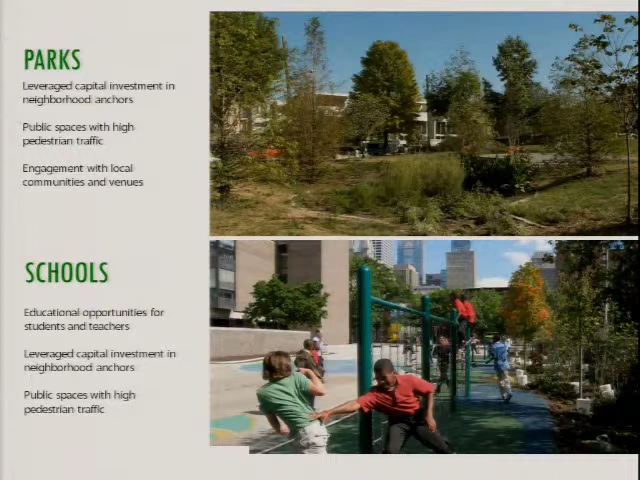 PARKS
Leveraged capital investment in
neighborhood anchors
Public spaces with high
pedestrian traffic
Engagement with local
communities and venues
SCHOOLS
Educational opportunities for
students and teachers
Leveraged capital investment in
neighborhood anchors
Public spaces with high
pedestrian traffic